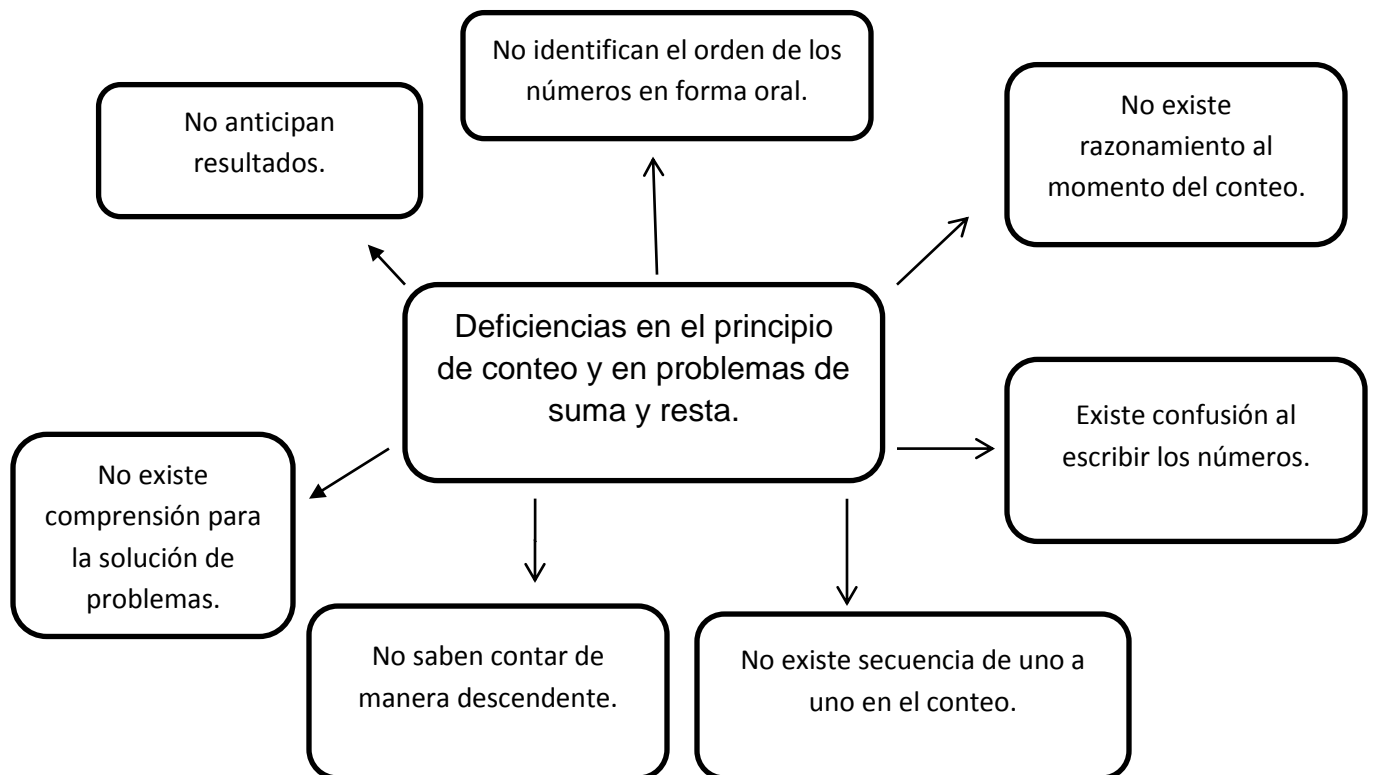 No identifican el orden de los
números en forma oral.
No anticipan
resultados.
No existe
razonamiento al
momento del conteo.
Deficiencias en el principio
de conteo y en problemas de
suma y resta.
Existe confusión al
escribir los números.
No existe
comprensión para
la solución de
problemas.
No saben contar de
manera descendente.
No existe secuencia de uno a
uno en el conteo.